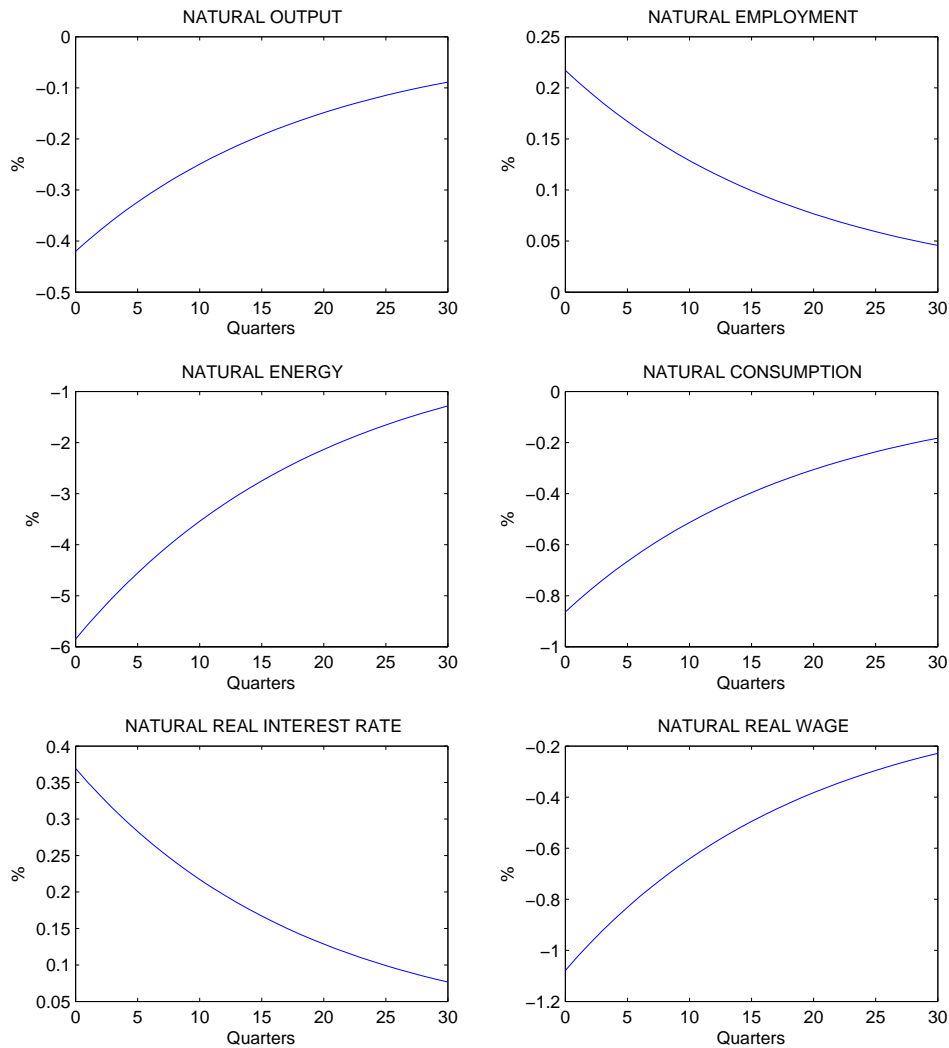 NATURAL OUTPUT
0
−0.1
−0.2
−0.3
−0.4
−0.5
%
0 5 10 15 20 25 30
Quarters
NATURAL EMPLOYMENT
0.25
0.2
0.15
0.1
0.05
0
%
0 5 10 15 20 25 30
Quarters
NATURAL ENERGY
−1
−2
−3
−4
−5
−6
%
0 5 10 15 20 25 30
Quarters
NATURAL CONSUMPTION
0
−0.2
−0.4
−0.6
−0.8
−1
%
0 5 10 15 20 25 30
Quarters
NATURAL REAL INTEREST RATE
0.4
0.35
0.3
0.25
0.2
0.15
0.1
0.05
%
0 5 10 15 20 25 30
Quarters
NATURAL REAL WAGE
−0.2
−0.4
−0.6
−0.8
−1
−1.2
%
0 5 10 15 20 25 30
Quarters